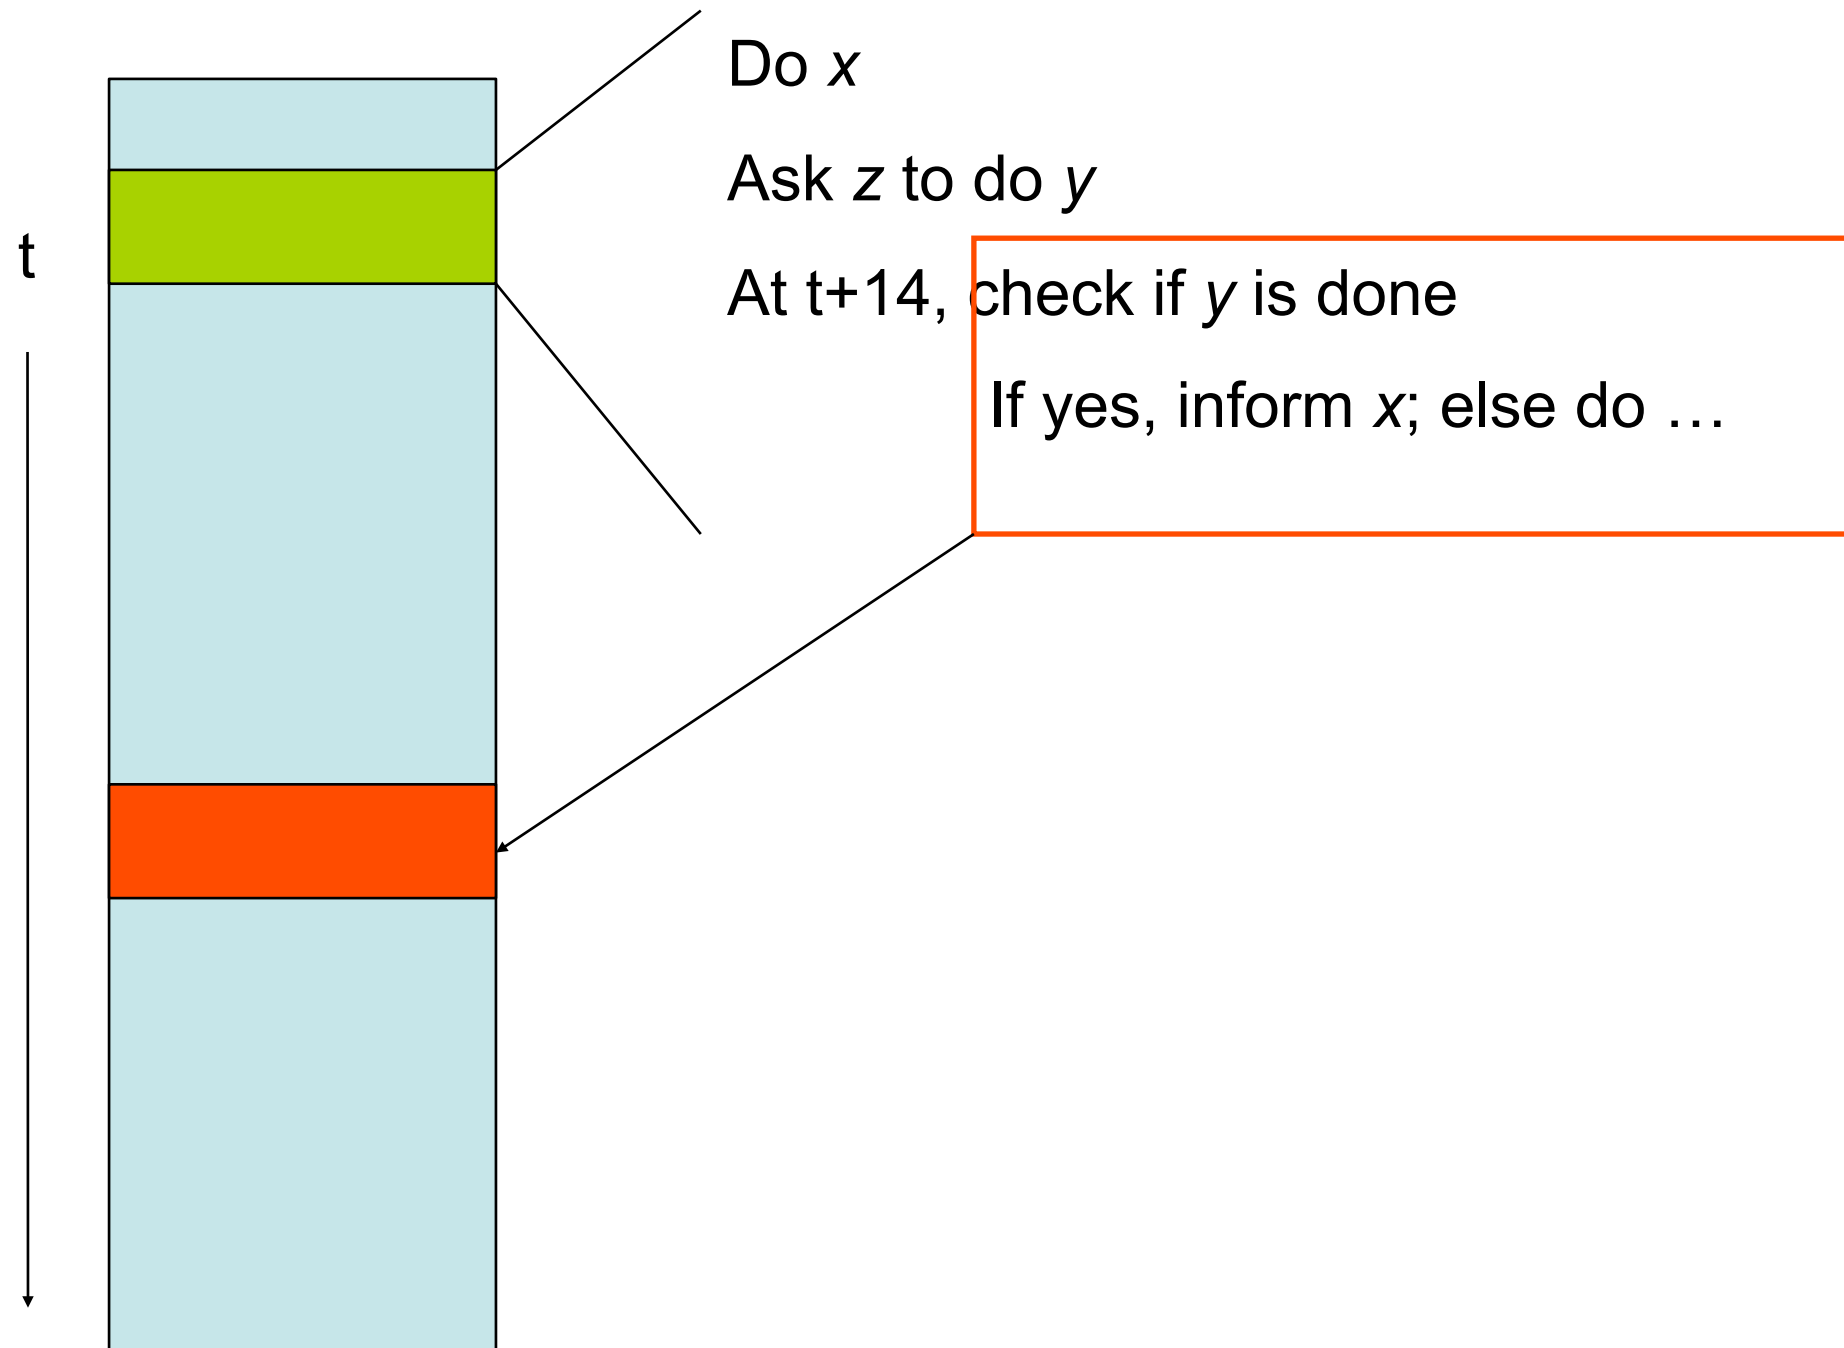 Do x
Ask z to do y
t
At t+14, check if y is done
If yes, inform x; else do …